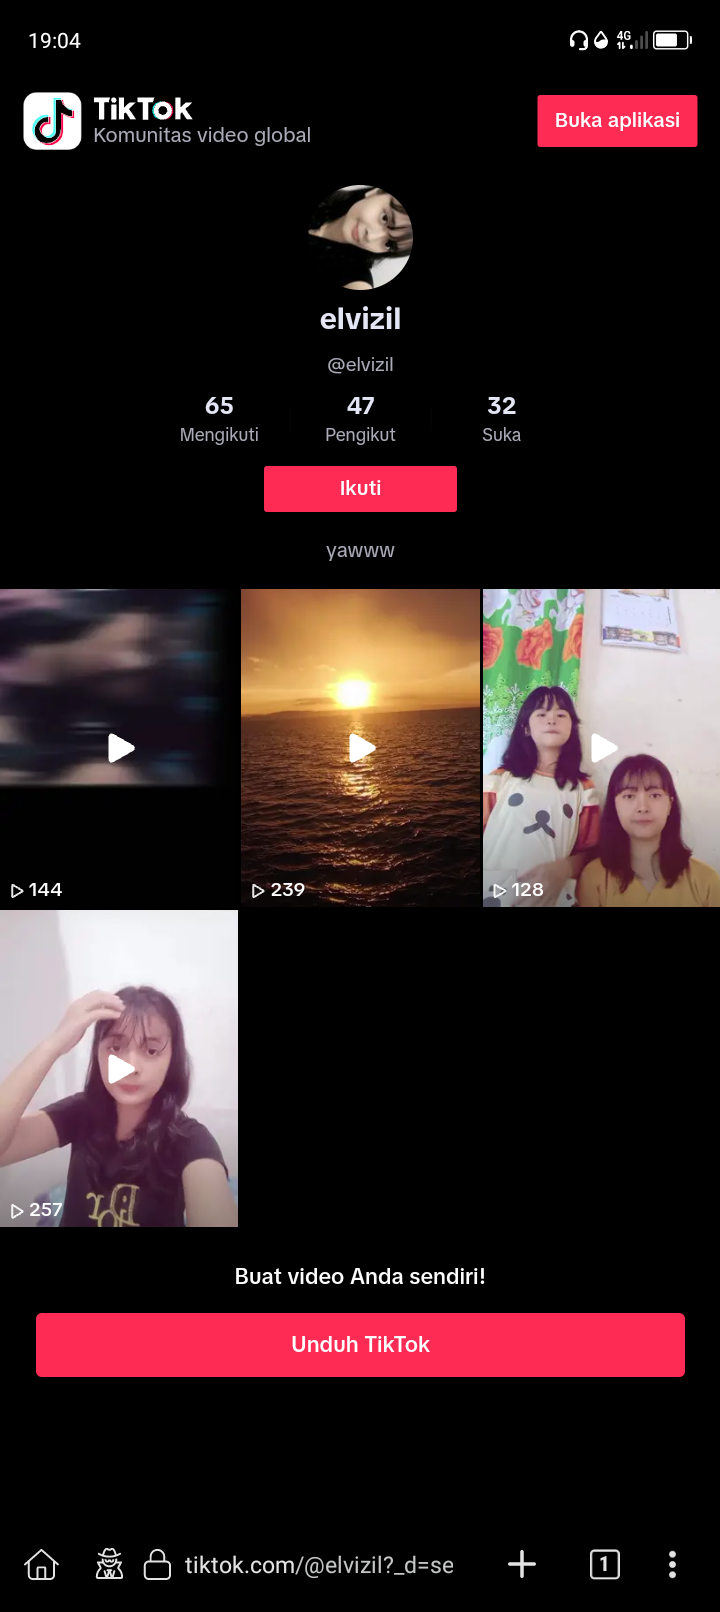 19:04
4G
TikTok
Komunitas video global
Buka aplikasi
elvizil
@elvizil
65
47
32
Mengikuti
Pengikut
Suka
Ikuti
yawww
144
239
128
257
Buat video Anda sendiri!
Unduh TikTok
tiktok.com/@elvizil?_d=se
1